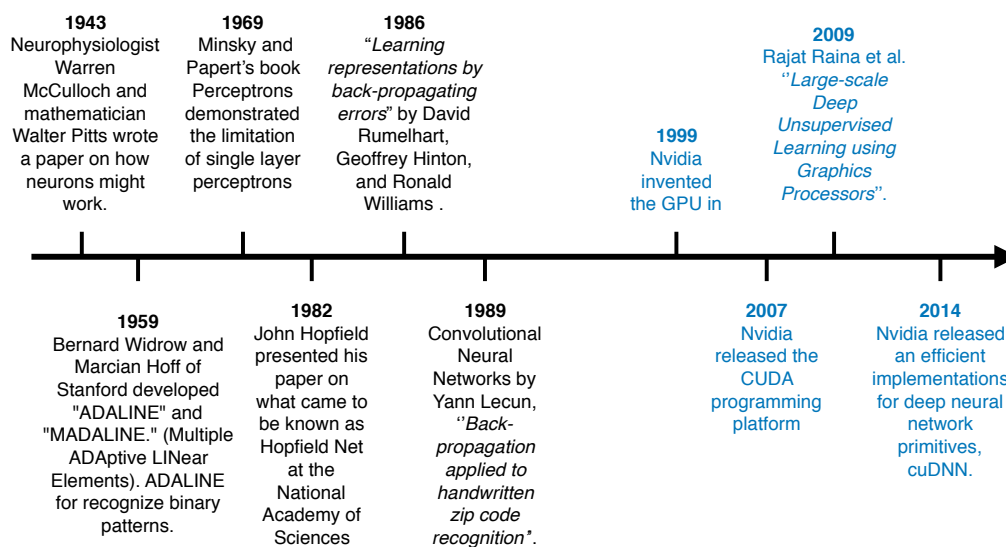 1943
Neurophysiologist
Warren
McCulloch and
mathematician
Walter Pitts wrote
a paper on how
neurons might
work.
1969
Minsky and
Papert's book
Perceptrons
demonstrated
the limitation
of single layer
perceptrons
1986
“Learning
representations by
back-propagating
errors” by David
Rumelhart,
Geoffrey Hinton,
and Ronald
Williams .
1999
Nvidia
invented
the GPU in
2009
Rajat Raina et al.
‘’Large-scale
Deep
Unsupervised
Learning using
Graphics
Processors’’.
1959
Bernard Widrow and
Marcian Hoff of
Stanford developed
"ADALINE" and
"MADALINE." (Multiple
ADAptive LINear
Elements). ADALINE
for recognize binary
patterns.
1982
John Hopfield
presented his
paper on
what came to
be known as
Hopfield Net
at the
National
Academy of
Sciences
1989
Convolutional
Neural
Networks by
Yann Lecun,
‘’Back-
propagation
applied to
handwritten
zip code
recognition’’.
2007
Nvidia
released the
CUDA
programming
platform
2014
Nvidia released
an efficient
implementations
for deep neural
network
primitives,
cuDNN.